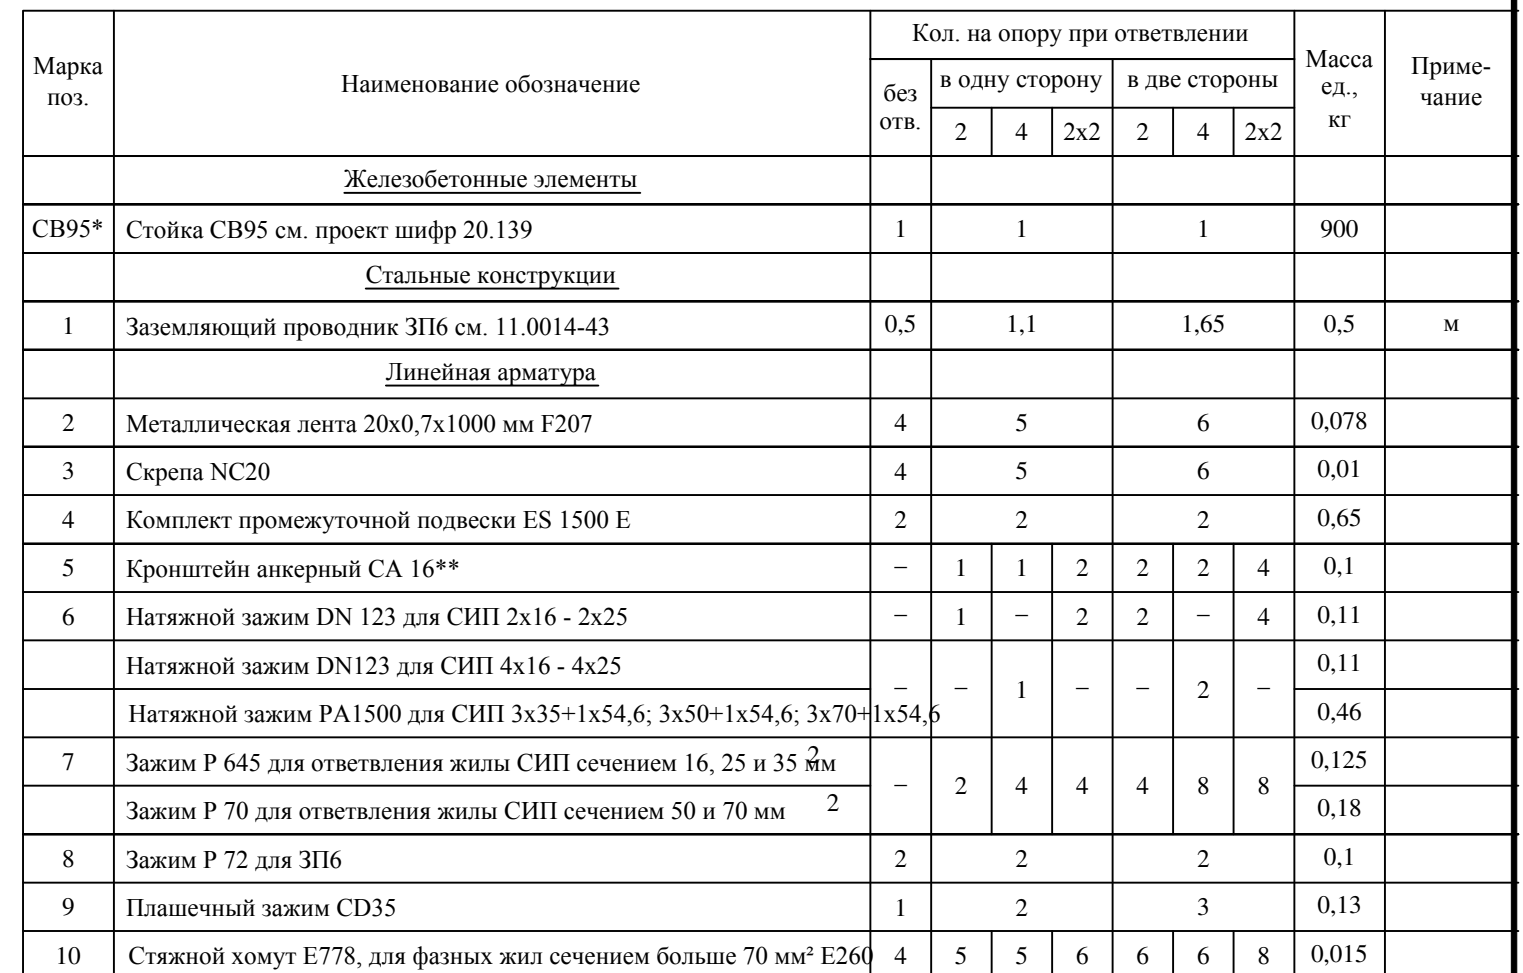 Марка поз. | Наименование обозначение | Кол. на опору при ответвлении | Масса ед., кг | Приме-чание
без отв. | в одну сторону | в две стороны
2 | 4 | 2х2 | 2 | 4 | 2х2
Железобетонные элементы
СВ95* | Стойка СВ95 см. проект шифр 20.139 | 1 | 1 | 1 | 900
Стальные конструкции
1 | Заземляющий проводник ЗП6 см. 11.0014-43 | 0,5 | 1,1 | 1,65 | 0,5 | м
Линейная арматура
2 | Металлическая лента 20х0,7х1000 мм F207 | 4 | 5 | 6 | 0,078
3 | Скрепа NC20 | 4 | 5 | 6 | 0,01
4 | Комплект промежуточной подвески ES 1500 E | 2 | 2 | 2 | 0,65
5 | Кронштейн анкерный СА 16** | – | 1 | 1 | 2 | 2 | 2 | 4 | 0,1
6 | Натяжной зажим DN 123 для СИП 2х16 - 2х25 | – | 1 | – | 2 | 2 | – | 4 | 0,11
Натяжной зажим DN123 для СИП 4х16 - 4х25 | – | – | 1 | – | – | 2 | – | 0,11
Натяжной зажим РА1500 для СИП 3х35+1х54,6; 3х50+1х54,6; 3х70+1х54,6 | 0,46
7 | Зажим Р 645 для ответвления жилы СИП сечением 16, 25 и 35 мм 2 | – | 2 | 4 | 4 | 4 | 8 | 8 | 0,125
Зажим Р 70 для ответвления жилы СИП сечением 50 и 70 мм 2 | 0,18
8 | Зажим Р 72 для ЗП6 | 2 | 2 | 2 | 0,1
9 | Плашечный зажим CD35 | 1 | 2 | 3 | 0,13
10 | Стяжной хомут Е778, для фазных жил сечением больше 70 мм² Е260 | 4 | 5 | 5 | 6 | 6 | 6 | 8 | 0,015